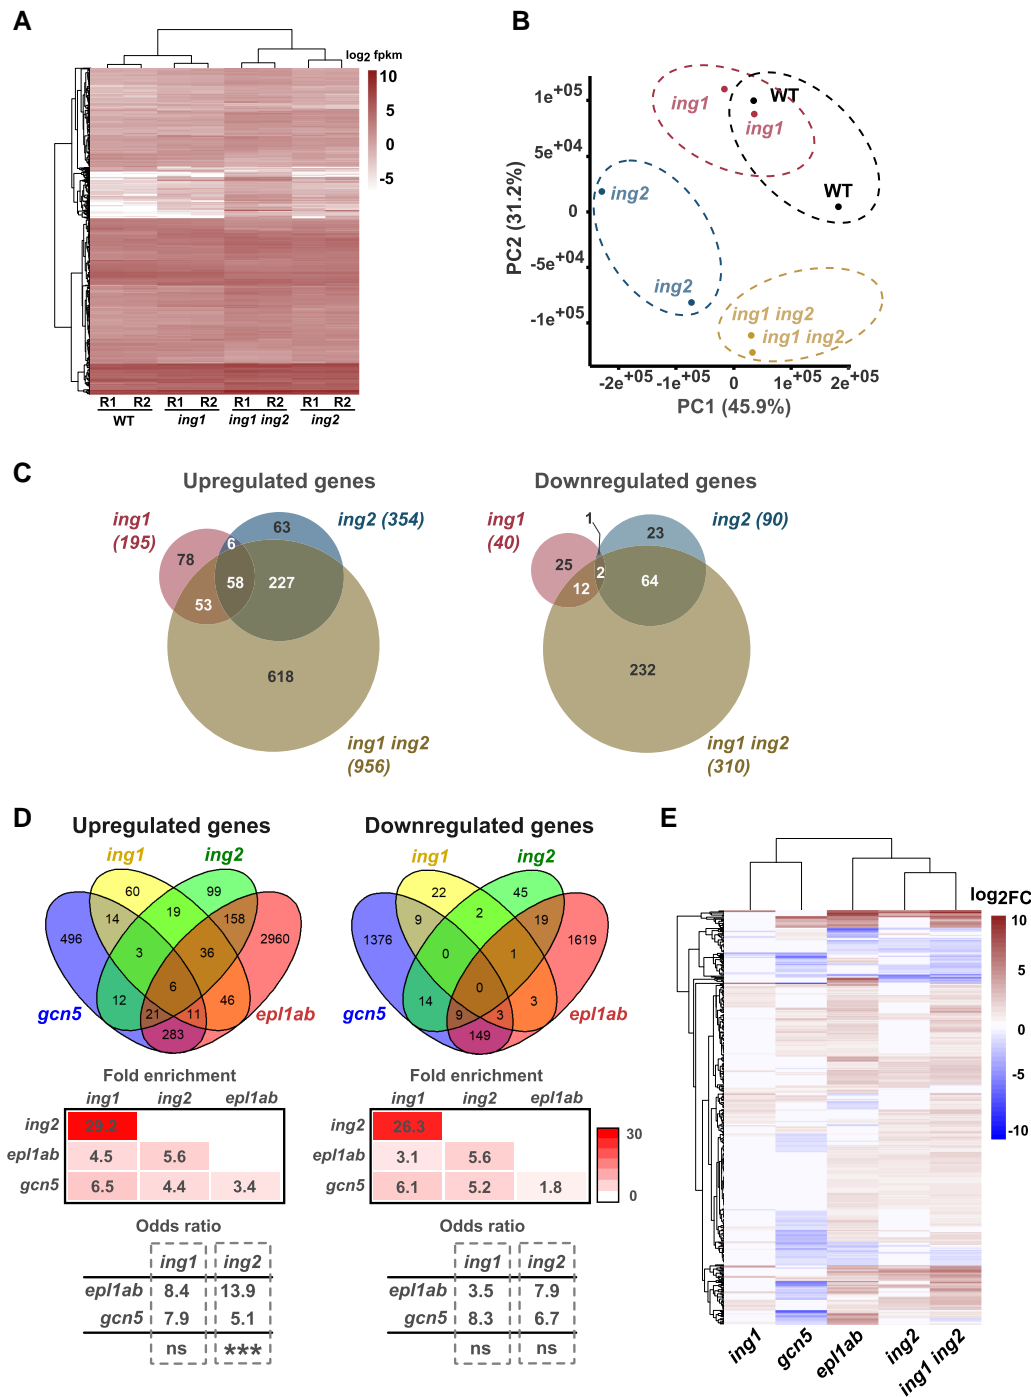 A
log2 fpkm
10
5
0
-5
R1 R2 R1 R2 R1 R2 R1 R2
WT ing1 ing1 ing2 ing2
B
PC2 (31.2%)
1e+05
5e+04
0
-5e+04
-1e+05
ing1
WT
ing1
ing2
WT
ing2
ing1 ing2
ing1 ing2
-2e+05 -1e+05 0 1e+05 2e+05
PC1 (45.9%)
C
Upregulated genes
ing1
(195)
ing2 (354)
63
6
78
58
227
53
618
ing1 ing2
(956)
Downregulated genes
ing1
(40)
1
ing2 (90)
23
25
2
64
12
232
ing1 ing2
(310)
D
Upregulated genes
ing1 ing2
60 99
14 19 158
496 3 36 2960
6
12 46
21 11
283
gcn5 epl1ab
Downregulated genes
ing1 ing2
22 45
9 2 19
1376 0 1 1619
0
14 3
9 3
149
gcn5 epl1ab
Fold enrichment
ing1 ing2 epl1ab
ing2 29.2
epl1ab 4.5 5.6
gcn5 6.5 4.4 3.4
Fold enrichment
ing1 ing2 epl1ab
ing2 26.3
epl1ab 3.1 5.6
gcn5 6.1 5.2 1.8
30
0
Odds ratio
ing1 ing2
epl1ab 8.4 13.9
gcn5 7.9 5.1
ns ***
Odds ratio
ing1 ing2
epl1ab 3.5 7.9
gcn5 8.3 6.7
ns ns
E
log2FC
10
5
0
-5
-10
ing1 gcn5 epl1ab ing2 ing1 ing2